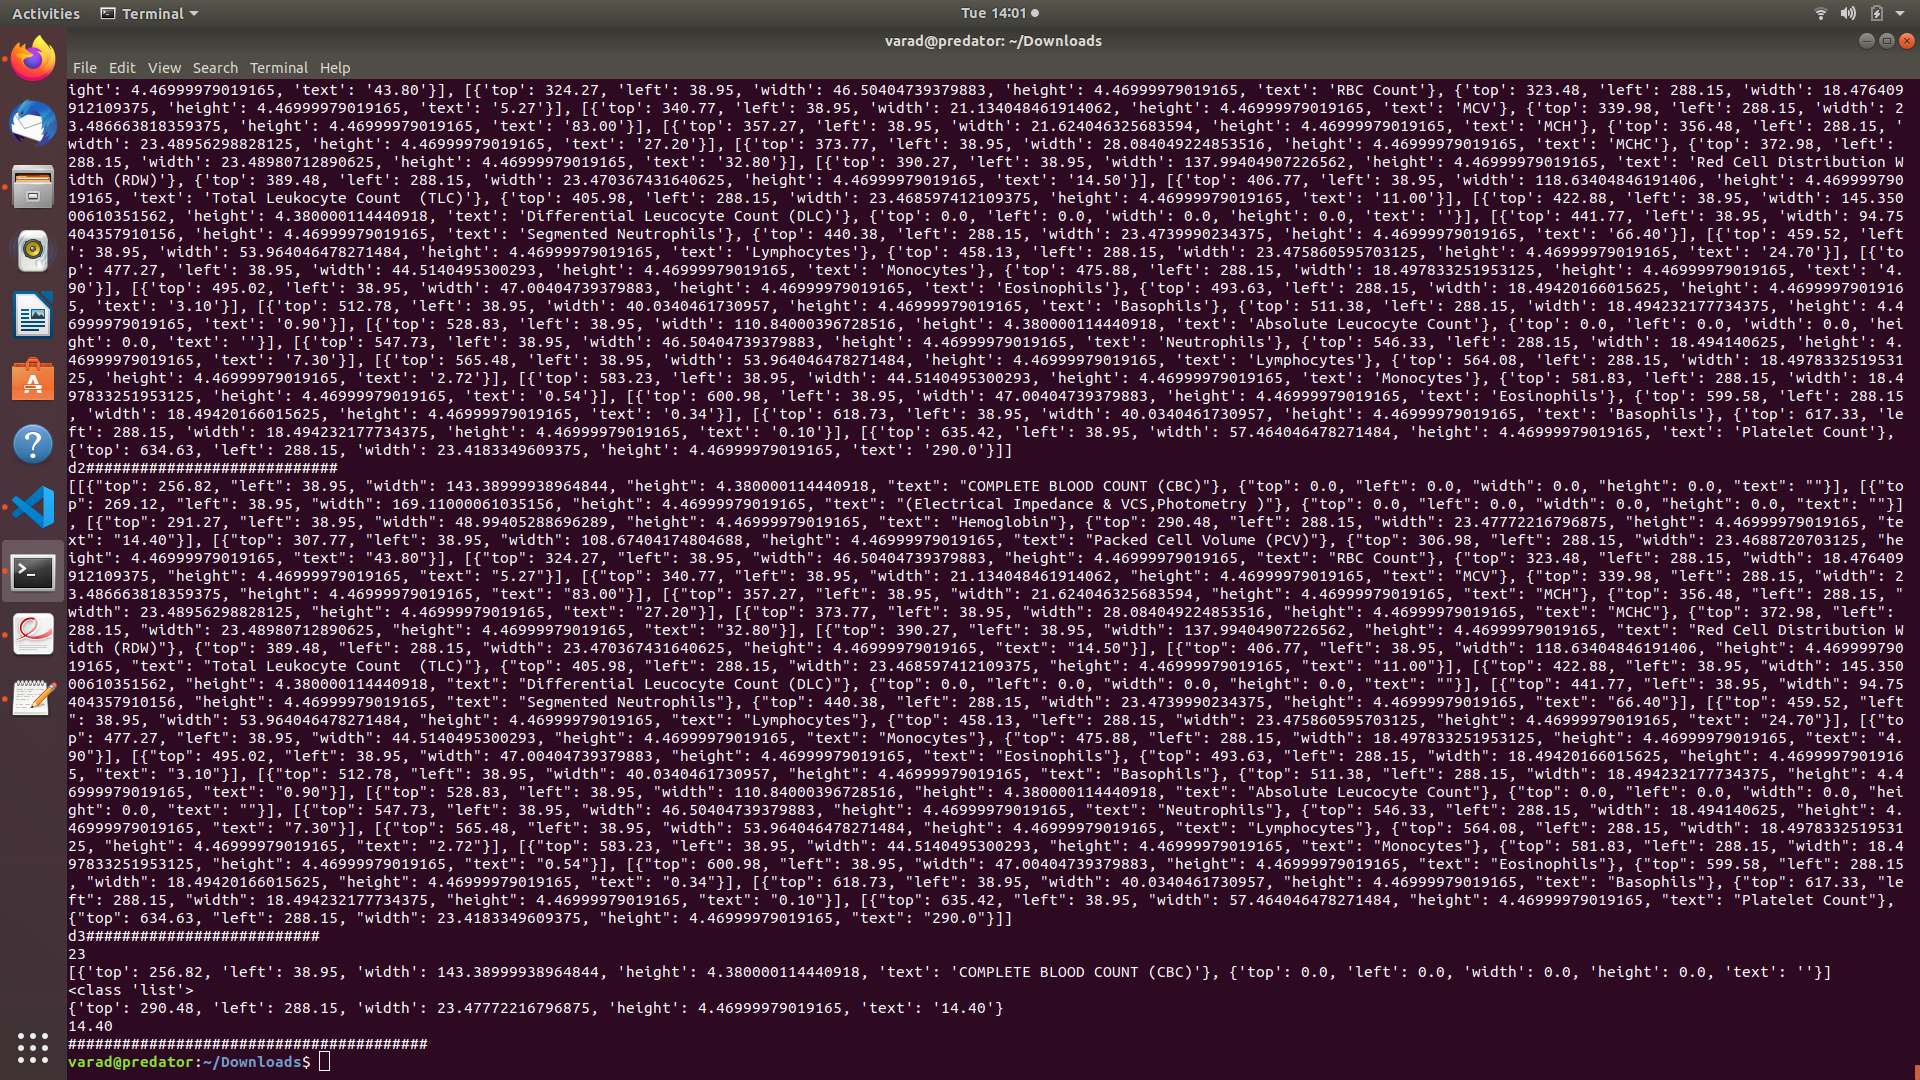 Activities
Terminal
Tue 14:01
varad@predator: ~/Downloads
File Edit View Search Terminal Help
ight': 4.46999979019165, 'text': '43.80'}], [{'top': 324.27, 'left': 38.95, 'width': 46.50404739379883, 'height': 4.46999979019165, 'text': 'RBC Count'}, {'top': 323.48, 'left': 288.15, 'width': 18.476409
912109375, 'height': 4.46999979019165, 'text': '5.27'}], [{'top': 340.77, 'left': 38.95, 'width': 21.134048461914062, 'height': 4.46999979019165, 'text': 'MCV'}, {'top': 339.98, 'left': 288.15, 'width': 2
3.486663818359375, 'height': 4.46999979019165, 'text': '83.00'}], [{'top': 357.27, 'left': 38.95, 'width': 21.624046325683594, 'height': 4.46999979019165, 'text': 'MCH'}, {'top': 356.48, 'left': 288.15, '
width': 23.48956298828125, 'height': 4.46999979019165, 'text': '27.20'}], [{'top': 373.77, 'left': 38.95, 'width': 28.084049224853516, 'height': 4.46999979019165, 'text': 'MCHC'}, {'top': 372.98, 'left': 
288.15, 'width': 23.48980712890625, 'height': 4.46999979019165, 'text': '32.80'}], [{'top': 390.27, 'left': 38.95, 'width': 137.99404907226562, 'height': 4.46999979019165, 'text': 'Red Cell Distribution W
idth (RDW)'}, {'top': 389.48, 'left': 288.15, 'width': 23.470367431640625, 'height': 4.46999979019165, 'text': '14.50'}], [{'top': 406.77, 'left': 38.95, 'width': 118.63404846191406, 'height': 4.469999790
19165, 'text': 'Total Leukocyte Count  (TLC)'}, {'top': 405.98, 'left': 288.15, 'width': 23.468597412109375, 'height': 4.46999979019165, 'text': '11.00'}], [{'top': 422.88, 'left': 38.95, 'width': 145.350
00610351562, 'height': 4.380000114440918, 'text': 'Differential Leucocyte Count (DLC)'}, {'top': 0.0, 'left': 0.0, 'width': 0.0, 'height': 0.0, 'text': ''}], [{'top': 441.77, 'left': 38.95, 'width': 94.75
404357910156, 'height': 4.46999979019165, 'text': 'Segmented Neutrophils'}, {'top': 440.38, 'left': 288.15, 'width': 23.4739990234375, 'height': 4.46999979019165, 'text': '66.40'}], [{'top': 459.52, 'left
': 38.95, 'width': 53.964046478271484, 'height': 4.46999979019165, 'text': 'Lymphocytes'}, {'top': 458.13, 'left': 288.15, 'width': 23.475860595703125, 'height': 4.46999979019165, 'text': '24.70'}], [{'to
p': 477.27, 'left': 38.95, 'width': 44.5140495300293, 'height': 4.46999979019165, 'text': 'Monocytes'}, {'top': 475.88, 'left': 288.15, 'width': 18.497833251953125, 'height': 4.46999979019165, 'text': '4.
90'}], [{'top': 495.02, 'left': 38.95, 'width': 47.00404739379883, 'height': 4.46999979019165, 'text': 'Eosinophils'}, {'top': 493.63, 'left': 288.15, 'width': 18.49420166015625, 'height': 4.4699997901916
5, 'text': '3.10'}], [{'top': 512.78, 'left': 38.95, 'width': 40.0340461730957, 'height': 4.46999979019165, 'text': 'Basophils'}, {'top': 511.38, 'left': 288.15, 'width': 18.494232177734375, 'height': 4.4
6999979019165, 'text': '0.90'}], [{'top': 528.83, 'left': 38.95, 'width': 110.84000396728516, 'height': 4.380000114440918, 'text': 'Absolute Leucocyte Count'}, {'top': 0.0, 'left': 0.0, 'width': 0.0, 'hei
ght': 0.0, 'text': ''}], [{'top': 547.73, 'left': 38.95, 'width': 46.50404739379883, 'height': 4.46999979019165, 'text': 'Neutrophils'}, {'top': 546.33, 'left': 288.15, 'width': 18.494140625, 'height': 4.
46999979019165, 'text': '7.30'}], [{'top': 565.48, 'left': 38.95, 'width': 53.964046478271484, 'height': 4.46999979019165, 'text': 'Lymphocytes'}, {'top': 564.08, 'left': 288.15, 'width': 18.4978332519531
25, 'height': 4.46999979019165, 'text': '2.72'}], [{'top': 583.23, 'left': 38.95, 'width': 44.5140495300293, 'height': 4.46999979019165, 'text': 'Monocytes'}, {'top': 581.83, 'left': 288.15, 'width': 18.4
97833251953125, 'height': 4.46999979019165, 'text': '0.54'}], [{'top': 600.98, 'left': 38.95, 'width': 47.00404739379883, 'height': 4.46999979019165, 'text': 'Eosinophils'}, {'top': 599.58, 'left': 288.15
, 'width': 18.49420166015625, 'height': 4.46999979019165, 'text': '0.34'}], [{'top': 618.73, 'left': 38.95, 'width': 40.0340461730957, 'height': 4.46999979019165, 'text': 'Basophils'}, {'top': 617.33, 'le
ft': 288.15, 'width': 18.494232177734375, 'height': 4.46999979019165, 'text': '0.10'}], [{'top': 635.42, 'left': 38.95, 'width': 57.464046478271484, 'height': 4.46999979019165, 'text': 'Platelet Count'}, 
{'top': 634.63, 'left': 288.15, 'width': 23.4183349609375, 'height': 4.46999979019165, 'text': '290.0'}]]
d2############################
[[{"top": 256.82, "left": 38.95, "width": 143.38999938964844, "height": 4.380000114440918, "text": "COMPLETE BLOOD COUNT (CBC)"}, {"top": 0.0, "left": 0.0, "width": 0.0, "height": 0.0, "text": ""}], [{"to
p": 269.12, "left": 38.95, "width": 169.11000061035156, "height": 4.46999979019165, "text": "(Electrical Impedance & VCS,Photometry )"}, {"top": 0.0, "left": 0.0, "width": 0.0, "height": 0.0, "text": ""}]
, [{"top": 291.27, "left": 38.95, "width": 48.99405288696289, "height": 4.46999979019165, "text": "Hemoglobin"}, {"top": 290.48, "left": 288.15, "width": 23.47772216796875, "height": 4.46999979019165, "te
xt": "14.40"}], [{"top": 307.77, "left": 38.95, "width": 108.67404174804688, "height": 4.46999979019165, "text": "Packed Cell Volume (PCV)"}, {"top": 306.98, "left": 288.15, "width": 23.4688720703125, "he
ight": 4.46999979019165, "text": "43.80"}], [{"top": 324.27, "left": 38.95, "width": 46.50404739379883, "height": 4.46999979019165, "text": "RBC Count"}, {"top": 323.48, "left": 288.15, "width": 18.476409
912109375, "height": 4.46999979019165, "text": "5.27"}], [{"top": 340.77, "left": 38.95, "width": 21.134048461914062, "height": 4.46999979019165, "text": "MCV"}, {"top": 339.98, "left": 288.15, "width": 2
3.486663818359375, "height": 4.46999979019165, "text": "83.00"}], [{"top": 357.27, "left": 38.95, "width": 21.624046325683594, "height": 4.46999979019165, "text": "MCH"}, {"top": 356.48, "left": 288.15, "
width": 23.48956298828125, "height": 4.46999979019165, "text": "27.20"}], [{"top": 373.77, "left": 38.95, "width": 28.084049224853516, "height": 4.46999979019165, "text": "MCHC"}, {"top": 372.98, "left": 
288.15, "width": 23.48980712890625, "height": 4.46999979019165, "text": "32.80"}], [{"top": 390.27, "left": 38.95, "width": 137.99404907226562, "height": 4.46999979019165, "text": "Red Cell Distribution W
idth (RDW)"}, {"top": 389.48, "left": 288.15, "width": 23.470367431640625, "height": 4.46999979019165, "text": "14.50"}], [{"top": 406.77, "left": 38.95, "width": 118.63404846191406, "height": 4.469999790
19165, "text": "Total Leukocyte Count  (TLC)"}, {"top": 405.98, "left": 288.15, "width": 23.468597412109375, "height": 4.46999979019165, "text": "11.00"}], [{"top": 422.88, "left": 38.95, "width": 145.350
00610351562, "height": 4.380000114440918, "text": "Differential Leucocyte Count (DLC)"}, {"top": 0.0, "left": 0.0, "width": 0.0, "height": 0.0, "text": ""}], [{"top": 441.77, "left": 38.95, "width": 94.75
404357910156, "height": 4.46999979019165, "text": "Segmented Neutrophils"}, {"top": 440.38, "left": 288.15, "width": 23.4739990234375, "height": 4.46999979019165, "text": "66.40"}], [{"top": 459.52, "left
": 38.95, "width": 53.964046478271484, "height": 4.46999979019165, "text": "Lymphocytes"}, {"top": 458.13, "left": 288.15, "width": 23.475860595703125, "height": 4.46999979019165, "text": "24.70"}], [{"to
p": 477.27, "left": 38.95, "width": 44.5140495300293, "height": 4.46999979019165, "text": "Monocytes"}, {"top": 475.88, "left": 288.15, "width": 18.497833251953125, "height": 4.46999979019165, "text": "4.
90"}], [{"top": 495.02, "left": 38.95, "width": 47.00404739379883, "height": 4.46999979019165, "text": "Eosinophils"}, {"top": 493.63, "left": 288.15, "width": 18.49420166015625, "height": 4.4699997901916
5, "text": "3.10"}], [{"top": 512.78, "left": 38.95, "width": 40.0340461730957, "height": 4.46999979019165, "text": "Basophils"}, {"top": 511.38, "left": 288.15, "width": 18.494232177734375, "height": 4.4
6999979019165, "text": "0.90"}], [{"top": 528.83, "left": 38.95, "width": 110.84000396728516, "height": 4.380000114440918, "text": "Absolute Leucocyte Count"}, {"top": 0.0, "left": 0.0, "width": 0.0, "hei
ght": 0.0, "text": ""}], [{"top": 547.73, "left": 38.95, "width": 46.50404739379883, "height": 4.46999979019165, "text": "Neutrophils"}, {"top": 546.33, "left": 288.15, "width": 18.494140625, "height": 4.
46999979019165, "text": "7.30"}], [{"top": 565.48, "left": 38.95, "width": 53.964046478271484, "height": 4.46999979019165, "text": "Lymphocytes"}, {"top": 564.08, "left": 288.15, "width": 18.4978332519531
25, "height": 4.46999979019165, "text": "2.72"}], [{"top": 583.23, "left": 38.95, "width": 44.5140495300293, "height": 4.46999979019165, "text": "Monocytes"}, {"top": 581.83, "left": 288.15, "width": 18.4
97833251953125, "height": 4.46999979019165, "text": "0.54"}], [{"top": 600.98, "left": 38.95, "width": 47.00404739379883, "height": 4.46999979019165, "text": "Eosinophils"}, {"top": 599.58, "left": 288.15
, "width": 18.49420166015625, "height": 4.46999979019165, "text": "0.34"}], [{"top": 618.73, "left": 38.95, "width": 40.0340461730957, "height": 4.46999979019165, "text": "Basophils"}, {"top": 617.33, "le
ft": 288.15, "width": 18.494232177734375, "height": 4.46999979019165, "text": "0.10"}], [{"top": 635.42, "left": 38.95, "width": 57.464046478271484, "height": 4.46999979019165, "text": "Platelet Count"}, 
{"top": 634.63, "left": 288.15, "width": 23.4183349609375, "height": 4.46999979019165, "text": "290.0"}]]
d3##########################
23
[{'top': 256.82, 'left': 38.95, 'width': 143.38999938964844, 'height': 4.380000114440918, 'text': 'COMPLETE BLOOD COUNT (CBC)'}, {'top': 0.0, 'left': 0.0, 'width': 0.0, 'height': 0.0, 'text': ''}]
<class 'list'>
{'top': 290.48, 'left': 288.15, 'width': 23.47772216796875, 'height': 4.46999979019165, 'text': '14.40'}
14.40
########################################
varad@predator:~/Downloads$